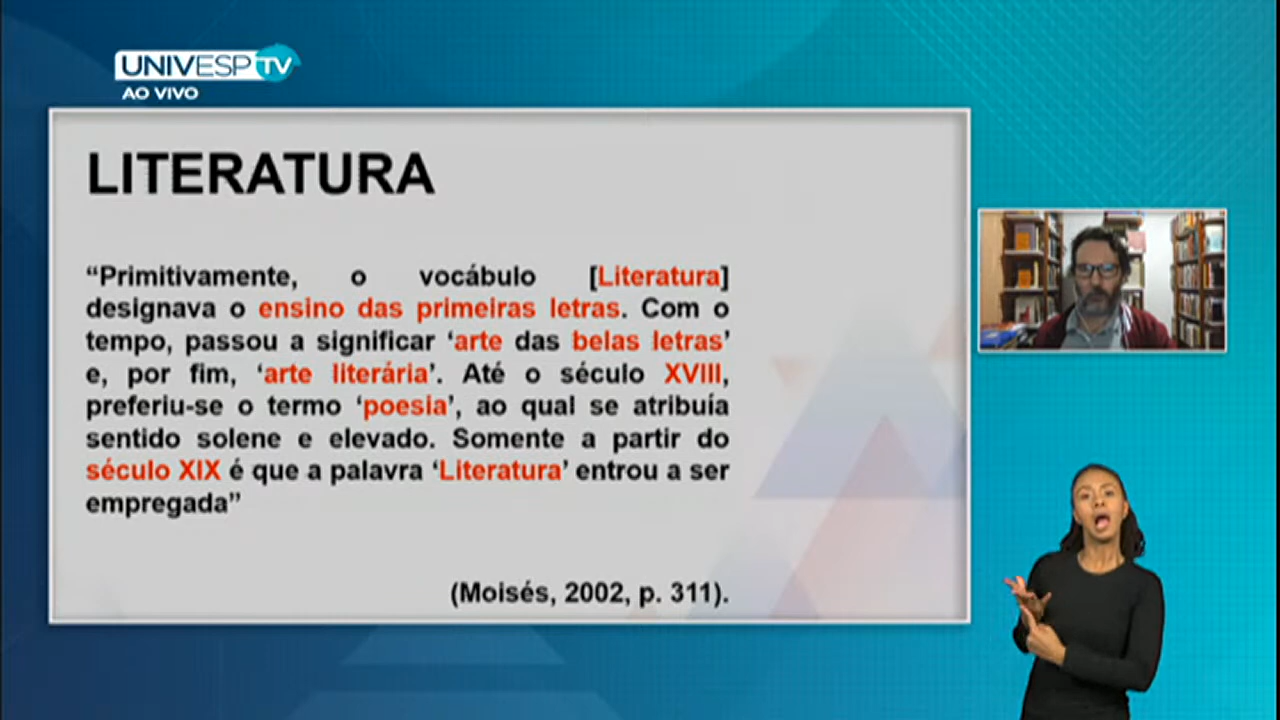 UNIVESP TV
AO VIVO
LITERATURA
“Primitivamente, o vocábulo [Literatura]
designava o ensino das primeiras letras. Com o
tempo, passou a significar ‘arte das belas letras’
e, por fim, ‘arte literária’. Até o século XVIII,
preferiu-se o termo ‘poesia’, ao qual se atribuía
sentido solene e elevado. Somente a partir do
século XIX é que a palavra ‘Literatura’ entrou a ser
empregada”
(Moisés, 2002, p. 311).